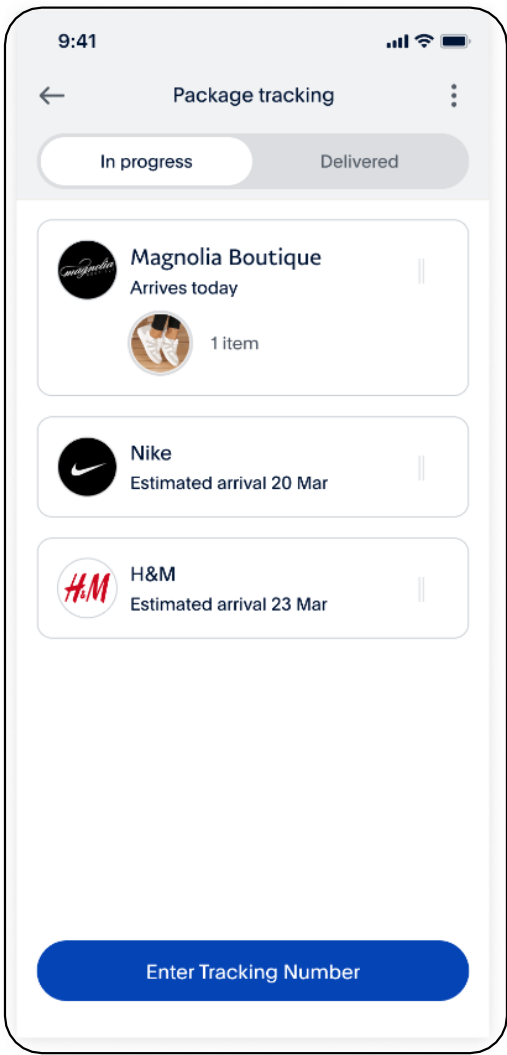 9:41
Package tracking
In progress
Delivered
magnolia
Magnolia Boutique
Arrives today
1 item
Nike
Estimated arrival 20 Mar
H&M
H&M
Estimated arrival 23 Mar
Enter Tracking Number